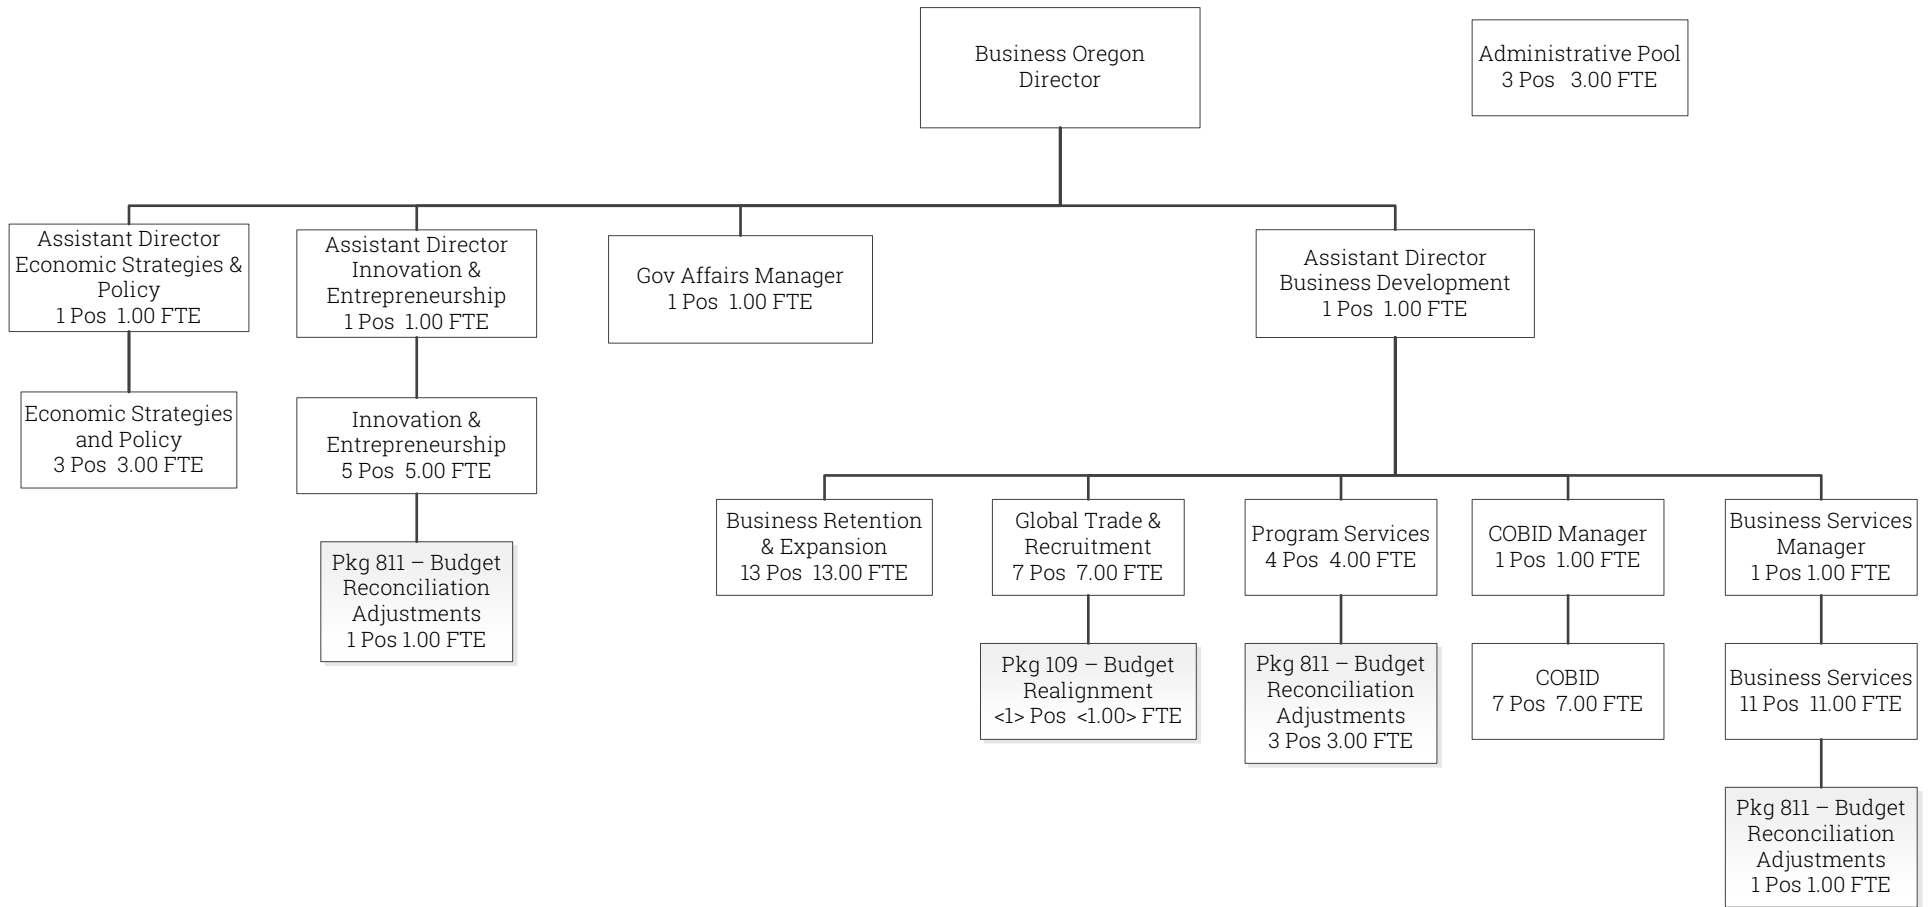 Business Oregon
Director
Administrative Pool
3 Pos 3.00 FTE
Assistant Director
Economic Strategies &
Policy
1 Pos 1.00 FTE
Assistant Director
Innovation &
Entrepreneurship
1 Pos 1.00 FTE
Gov Affairs Manager
1 Pos 1.00 FTE
Assistant Director
Business Development
1 Pos 1.00 FTE
Economic Strategies
and Policy
3 Pos 3.00 FTE
Innovation &
Entrepreneurship
5 Pos 5.00 FTE
Pkg 811 – Budget
Reconciliation
Adjustments
1 Pos 1.00 FTE
Business Retention
& Expansion
13 Pos 13.00 FTE
Global Trade &
Recruitment
7 Pos 7.00 FTE
Program Services
4 Pos 4.00 FTE
COBID Manager
1 Pos 1.00 FTE
Business Services
Manager
1 Pos 1.00 FTE
Pkg 109 – Budget
Realignment
<1> Pos <1.00> FTE
Pkg 811 – Budget
Reconciliation
Adjustments
3 Pos 3.00 FTE
COBID
7 Pos 7.00 FTE
Business Services
11 Pos 11.00 FTE
Pkg 811 – Budget
Reconciliation
Adjustments
1 Pos 1.00 FTE